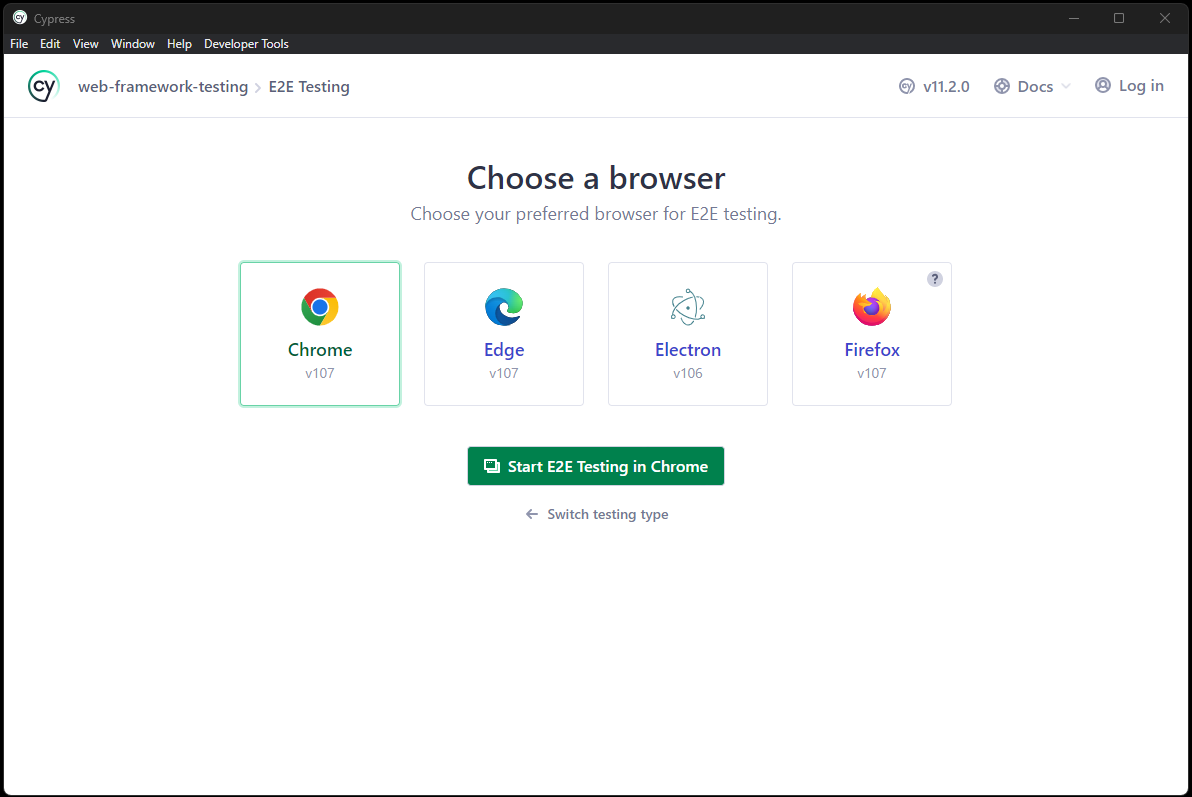 cy Cypress
File Edit View Window Help Developer Tools
cy web-framework-testing > E2E Testing
cy v11.2.0 Docs Log in
Choose a browser
Choose your preferred browser for E2E testing.
?
Chrome Edge Electron Firefox
v107 v107 v106 v107
Start E2E Testing in Chrome
← Switch testing type